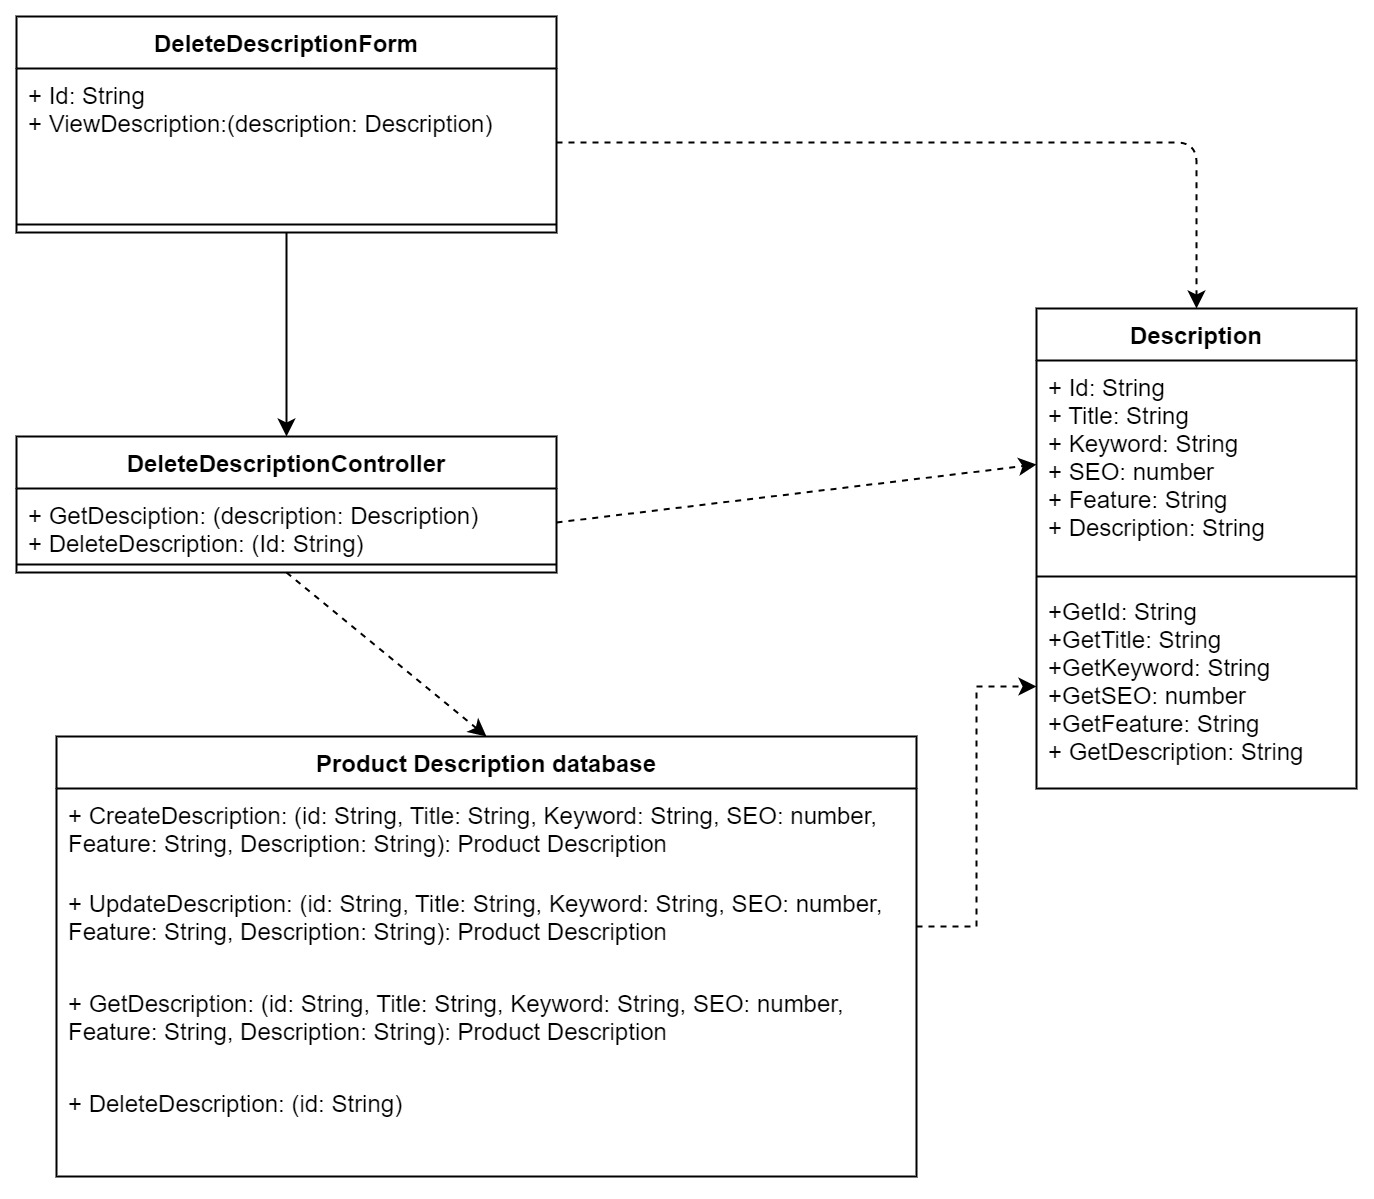 DeleteDescriptionForm
+ Id: String
+ ViewDescription:(description: Description)
Description
+ Id: String
+ Title: String
+ Keyword: String
+ SEO: number
+ Feature: String
+ Description: String
+GetId: String
+GetTitle: String
+GetKeyword: String
+GetSEO: number
+GetFeature: String
+ GetDescription: String
DeleteDescriptionController
+ GetDesciption: (description: Description)
+ DeleteDescription: (Id: String)
Product Description database
+ CreateDescription: (id: String, Title: String, Keyword: String, SEO: number,
Feature: String, Description: String): Product Description
+ UpdateDescription: (id: String, Title: String, Keyword: String, SEO: number,
Feature: String, Description: String): Product Description
+ GetDescription: (id: String, Title: String, Keyword: String, SEO: number,
Feature: String, Description: String): Product Description
+ DeleteDescription: (id: String)